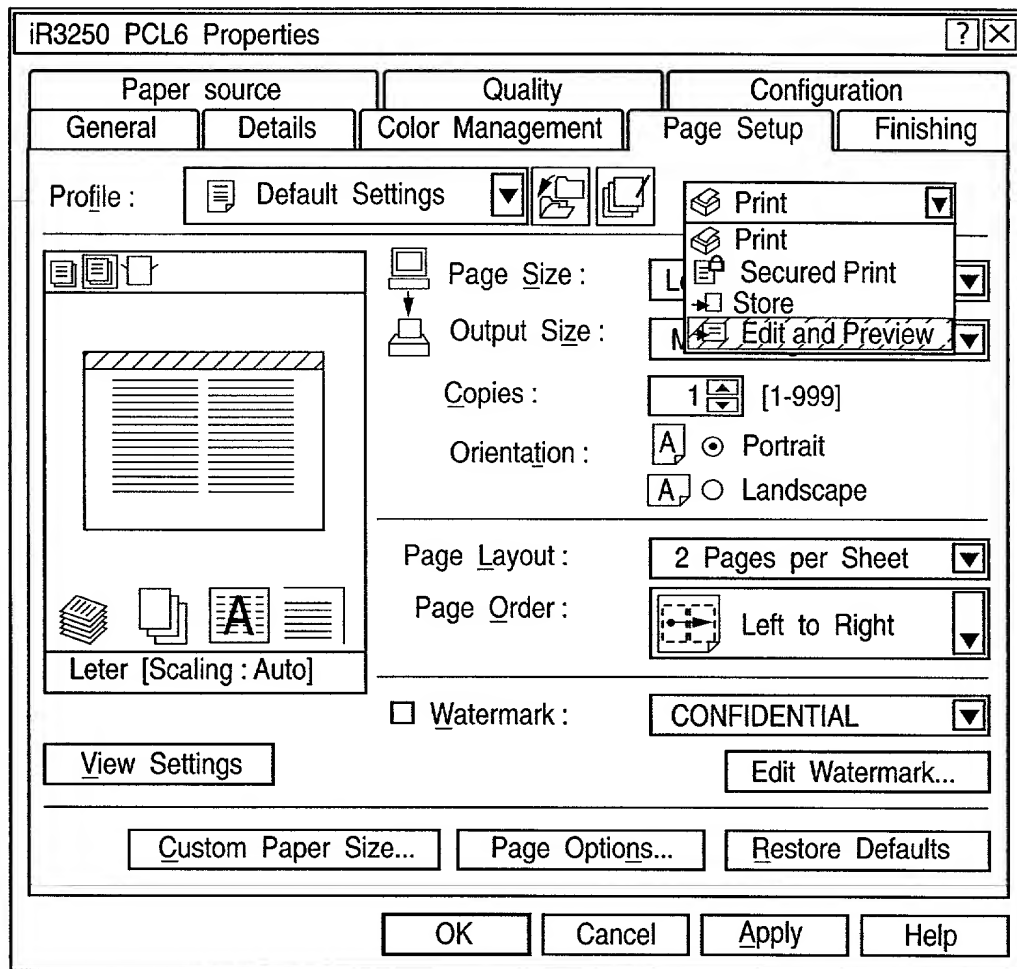 iR3250 PCL6 Properties ?
Paper source Quality Configuration
General Details Color Management Page Setup Finishing
Profile : Default Settings Print
Print
Secured Print
Store
Edit and Preview
Page Size : L
Output Size :
Copies : 1 [1-999]
Orientation : A Portrait
A Landscape
Page Layout : 2 Pages per Sheet
Page Order : Left to Right
A
Leter [Scaling : Auto]
Watermark : CONFIDENTIAL
View Settings Edit Watermark...
Custom Paper Size... Page Options... Restore Defaults
OK Cancel Apply Help